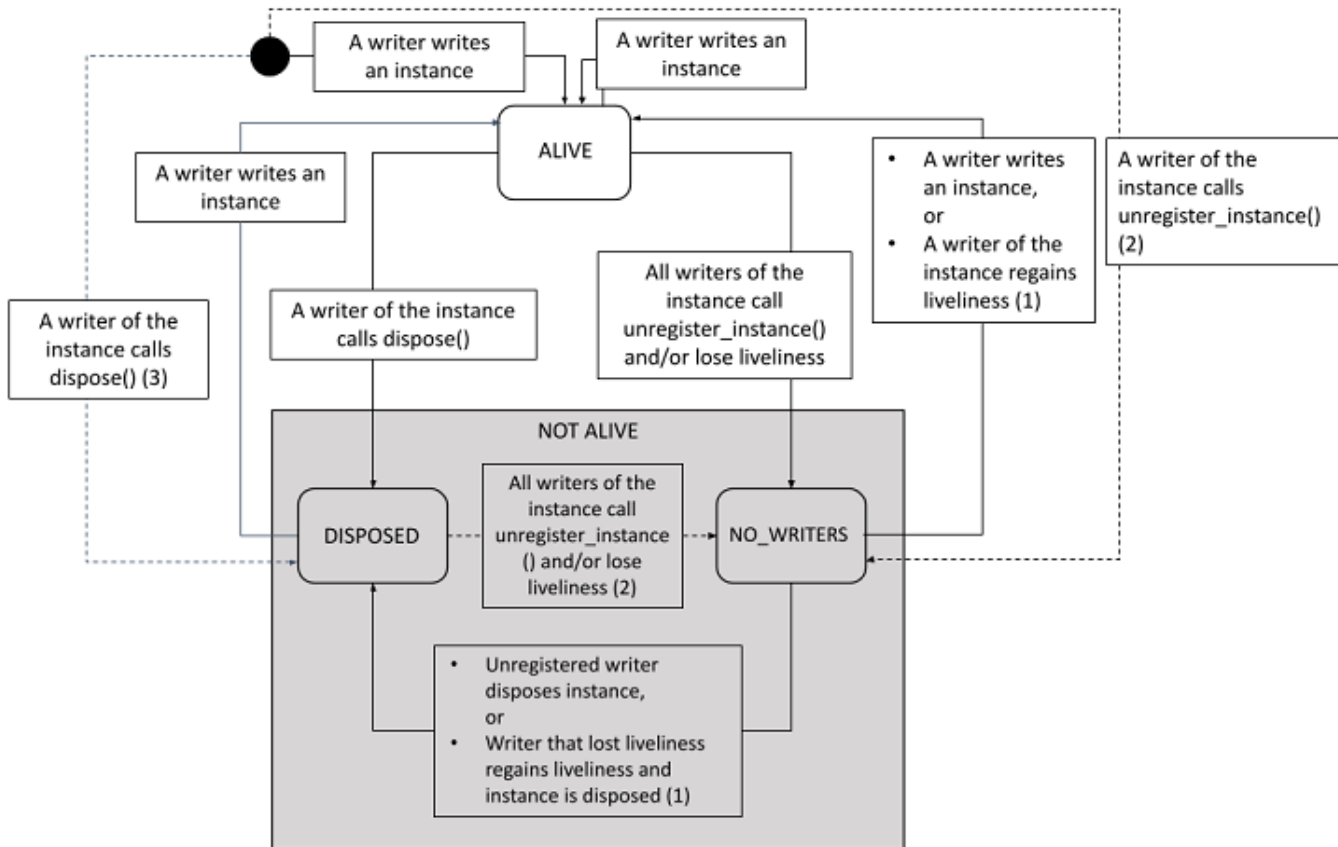 A writer writes
an instance
A writer writes an
instance
ALIVE
A writer writes an
instance
• A writer writes
an instance,
or
• A writer of the
instance regains
liveliness (1)
A writer of the
instance calls
unregister_instance()
(2)
All writers of the
instance call
unregister_instance()
and/or lose liveliness
A writer of the instance
calls dispose()
A writer of the
instance calls
dispose() (3)
NOT ALIVE
DISPOSED
All writers of the
instance call
unregister_instance
() and/or lose
liveliness (2)
NO_WRITERS
• Unregistered writer
disposes instance,
or
• Writer that lost liveliness
regains liveliness and
instance is disposed (1)